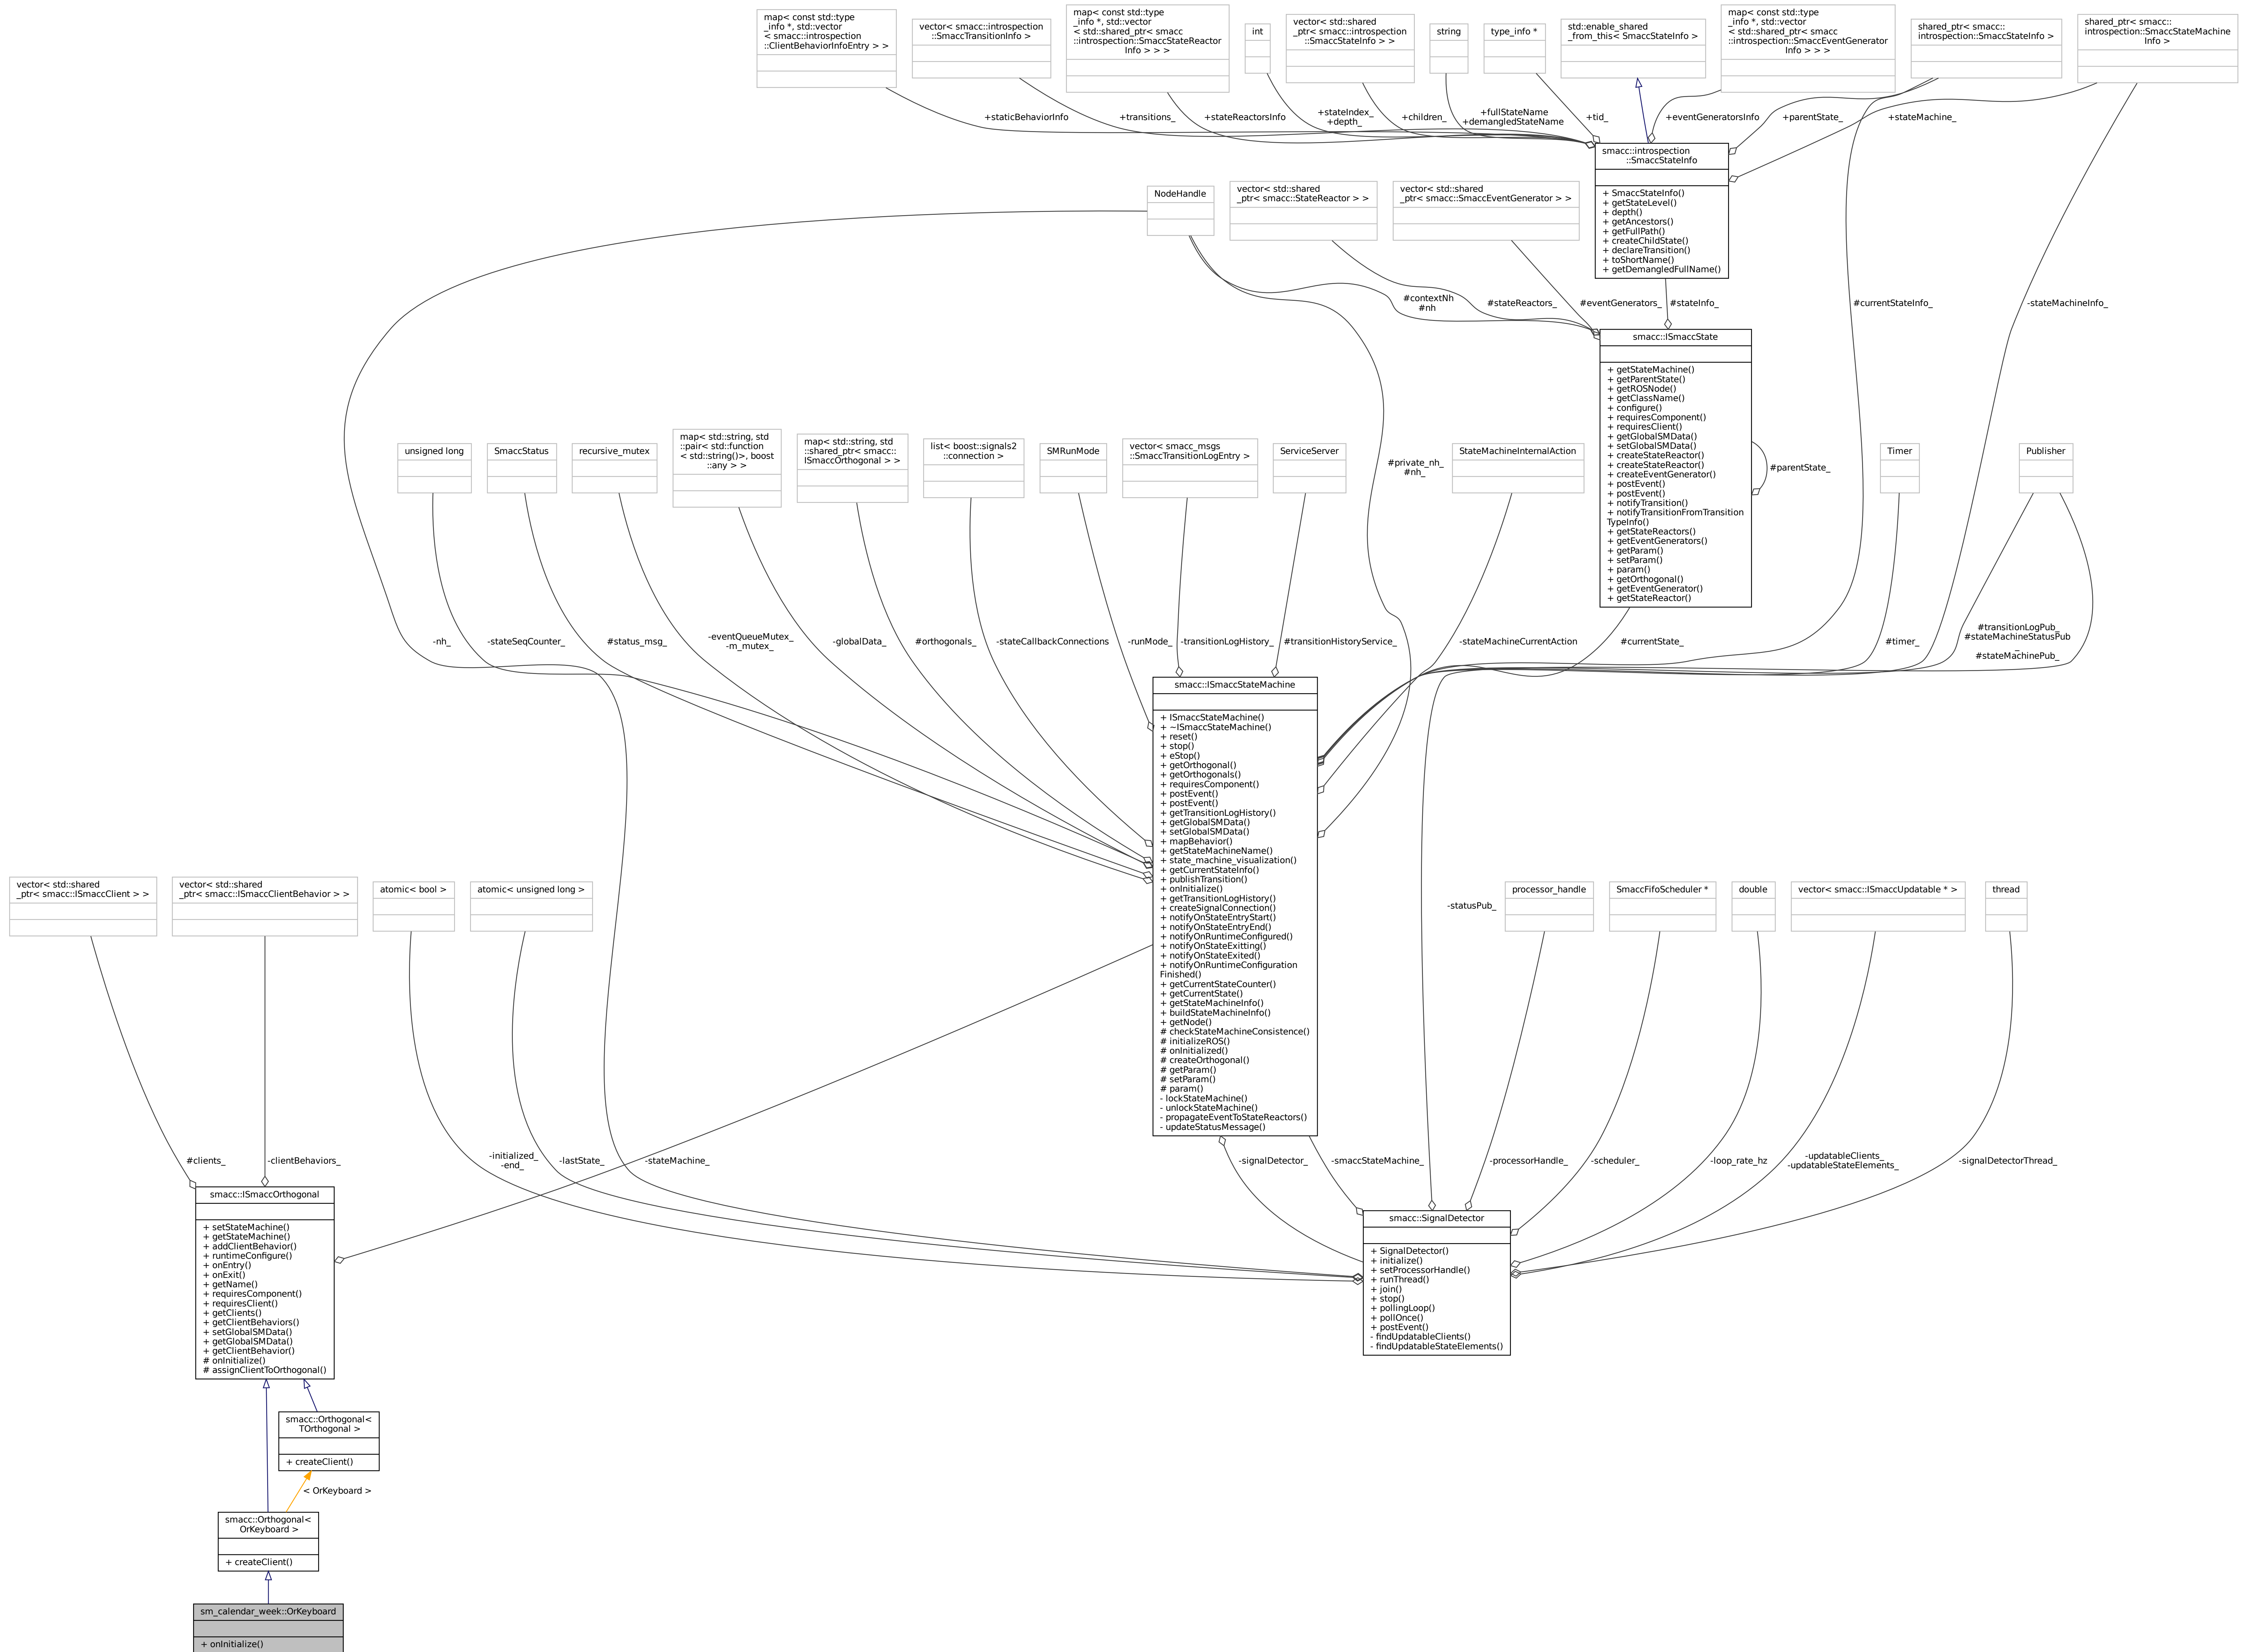 map< const std::type
_info *, std::vector
< smacc::introspection
::ClientBehaviorInfoEntry > >
vector< smacc::introspection
::SmaccTransitionInfo >
map< const std::type
_info *, std::vector
< std::shared_ptr< smacc
::introspection::SmaccStateReactor
Info > > >
int
vector< std::shared
_ptr< smacc::introspection
::SmaccStateInfo > >
string
type_info *
std::enable_shared
_from_this< SmaccStateInfo >
map< const std::type
_info *, std::vector
< std::shared_ptr< smacc
::introspection::SmaccEventGenerator
Info > > >
shared_ptr< smacc::
introspection::SmaccStateInfo >
shared_ptr< smacc::
introspection::SmaccStateMachine
Info >
+staticBehaviorInfo
+transitions_
+stateReactorsInfo
+stateIndex_
+depth_
+children_
+fullStateName
+demangledStateName
+tid_
+eventGeneratorsInfo
+parentState_
+stateMachine_
smacc::introspection
::SmaccStateInfo
+ SmaccStateInfo()
+ getStateLevel()
+ depth()
+ getAncestors()
+ getFullPath()
+ createChildState()
+ declareTransition()
+ toShortName()
+ getDemangledFullName()
NodeHandle
vector< std::shared
_ptr< smacc::StateReactor > >
vector< std::shared
_ptr< smacc::SmaccEventGenerator > >
#contextNh
#nh
#stateReactors_
#eventGenerators_
#stateInfo_
#currentStateInfo_
-stateMachineInfo_
smacc::ISmaccState
+ getStateMachine()
+ getParentState()
+ getROSNode()
+ getClassName()
+ configure()
+ requiresComponent()
+ requiresClient()
+ getGlobalSMData()
+ setGlobalSMData()
+ createStateReactor()
+ createStateReactor()
+ createEventGenerator()
+ postEvent()
+ postEvent()
+ notifyTransition()
+ notifyTransitionFromTransition
TypeInfo()
+ getStateReactors()
+ getEventGenerators()
+ getParam()
+ setParam()
+ param()
+ getOrthogonal()
+ getEventGenerator()
+ getStateReactor()
#parentState_
unsigned long
SmaccStatus
recursive_mutex
map< std::string, std
::pair< std::function
< std::string()>, boost
::any > >
map< std::string, std
::shared_ptr< smacc::
ISmaccOrthogonal > >
list< boost::signals2
::connection >
SMRunMode
vector< smacc_msgs
::SmaccTransitionLogEntry >
ServiceServer
#private_nh_
#nh_
StateMachineInternalAction
Timer
Publisher
-nh_
-stateSeqCounter_
#status_msg_
-eventQueueMutex_
-m_mutex_
-globalData_
#orthogonals_
-stateCallbackConnections
-runMode_
-transitionLogHistory_
#transitionHistoryService_
-stateMachineCurrentAction
#currentState_
#timer_
#transitionLogPub_
#stateMachineStatusPub
_
#stateMachinePub_
smacc::ISmaccStateMachine
+ ISmaccStateMachine()
+ ~ISmaccStateMachine()
+ reset()
+ stop()
+ eStop()
+ getOrthogonal()
+ getOrthogonals()
+ requiresComponent()
+ postEvent()
+ postEvent()
+ getTransitionLogHistory()
+ getGlobalSMData()
+ setGlobalSMData()
+ mapBehavior()
+ getStateMachineName()
+ state_machine_visualization()
+ getCurrentStateInfo()
+ publishTransition()
+ onInitialize()
+ getTransitionLogHistory()
+ createSignalConnection()
+ notifyOnStateEntryStart()
+ notifyOnStateEntryEnd()
+ notifyOnRuntimeConfigured()
+ notifyOnStateExitting()
+ notifyOnStateExited()
+ notifyOnRuntimeConfiguration
Finished()
+ getCurrentStateCounter()
+ getCurrentState()
+ getStateMachineInfo()
+ buildStateMachineInfo()
+ getNode()
# checkStateMachineConsistence()
# initializeROS()
# onInitialized()
# createOrthogonal()
# getParam()
# setParam()
# param()
- lockStateMachine()
- unlockStateMachine()
- propagateEventToStateReactors()
- updateStatusMessage()
vector< std::shared
_ptr< smacc::ISmaccClient > >
vector< std::shared
_ptr< smacc::ISmaccClientBehavior > >
atomic< bool >
atomic< unsigned long >
-statusPub_
processor_handle
SmaccFifoScheduler *
double
vector< smacc::ISmaccUpdatable * >
thread
#clients_
-clientBehaviors_
-initialized_
-end_
-lastState_
-stateMachine_
-signalDetector_
-smaccStateMachine_
-processorHandle_
-scheduler_
-loop_rate_hz
-updatableClients_
-updatableStateElements_
-signalDetectorThread_
smacc::ISmaccOrthogonal
+ setStateMachine()
+ getStateMachine()
+ addClientBehavior()
+ runtimeConfigure()
+ onEntry()
+ onExit()
+ getName()
+ requiresComponent()
+ requiresClient()
+ getClients()
+ getClientBehaviors()
+ setGlobalSMData()
+ getGlobalSMData()
+ getClientBehavior()
# onInitialize()
# assignClientToOrthogonal()
smacc::SignalDetector
+ SignalDetector()
+ initialize()
+ setProcessorHandle()
+ runThread()
+ join()
+ stop()
+ pollingLoop()
+ pollOnce()
+ postEvent()
- findUpdatableClients()
- findUpdatableStateElements()
smacc::Orthogonal<
TOrthogonal >
+ createClient()
< OrKeyboard >
smacc::Orthogonal<
OrKeyboard >
+ createClient()
sm_calendar_week::OrKeyboard
+ onInitialize()